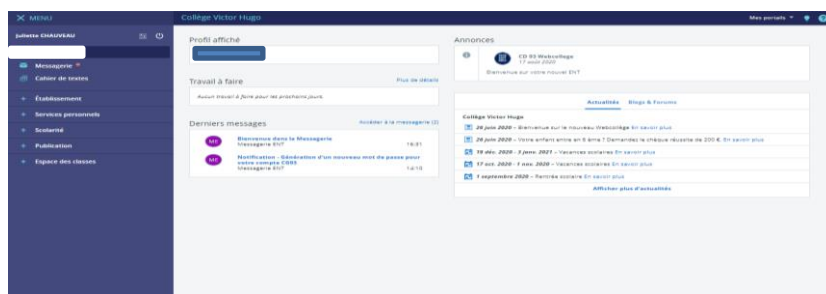 MENU
Collège Victor Hugo
Mes portails
Juliette CHAUVEAU
Messagerie
Cahier de textes
Établissement
Services personnels
Scolarité
Publication
Espace des classes
Profil affiché
Travail à faire
Plus de détails
Aucun travail à faire pour les prochains jours.
Derniers messages
Accéder à la messagerie (2)
ME
Bienvenue dans la Messagerie
Messagerie ENT
16:31
ME
Notification - Génération d'un nouveau mot de passe pour
votre compte CG93
Messagerie ENT
14:10
Annonces
CD 93 Webcollege
17 août 2020
Bienvenue sur votre nouvel ENT
Actualités Blogs & Forums
Collège Victor Hugo
26 juin 2020 – Bienvenue sur le nouveau Webcollège En savoir plus
26 juin 2020 – Votre enfant entre en 6 ème ? Demandez le chèque réussite de 200 €. En savoir plus
19 déc. 2020 - 3 janv. 2021 – Vacances scolaires En savoir plus
17 oct. 2020 - 1 nov. 2020 – Vacances scolaires En savoir plus
1 septembre 2020 – Rentrée scolaire En savoir plus
Afficher plus d'actualités